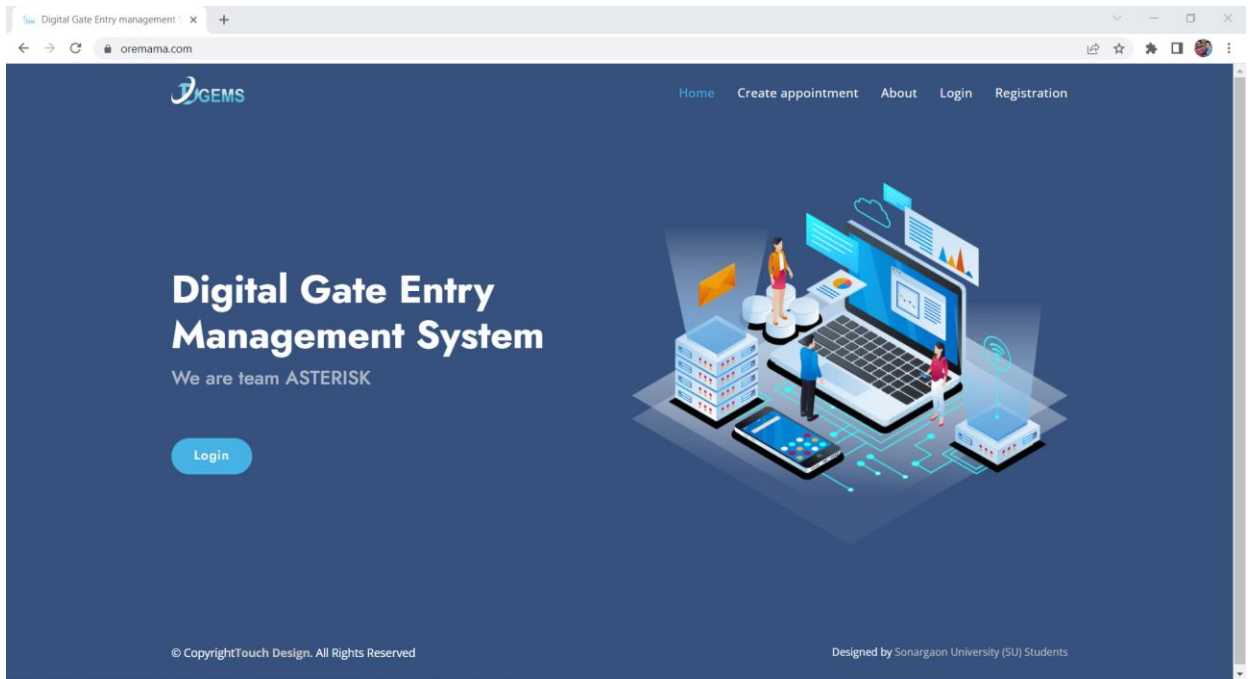 Digital Gate Entry management S
oremama.com
DGEMS
Home Create appointment About Login Registration
Digital Gate Entry
Management System
We are team ASTERISK
Login
© CopyrightTouch Design. All Rights Reserved
Designed by Sonargaon University (SU) Students